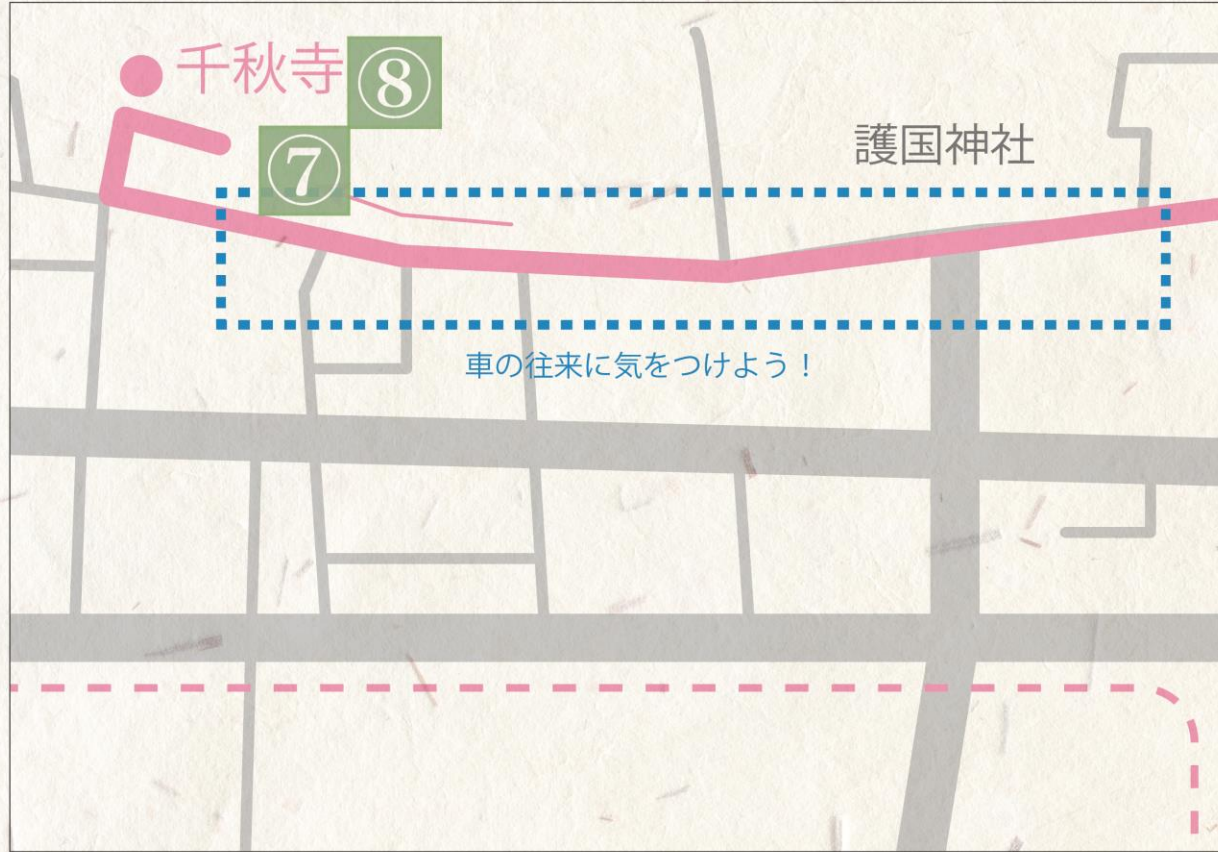 千秋寺
⑧
⑦
護国神社
車の往来に気をつけよう！